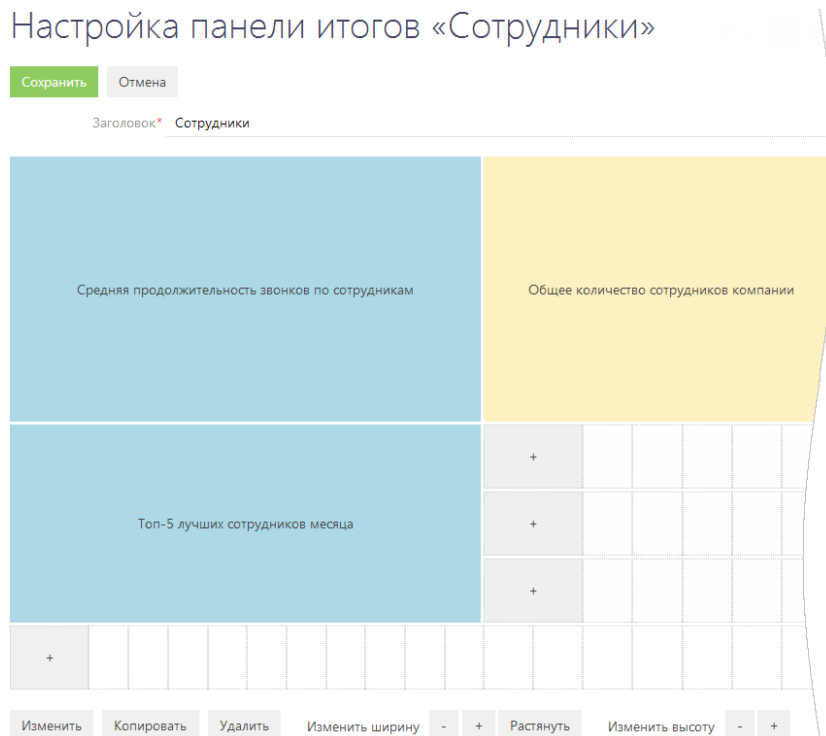 Настройка панели итогов «Сотрудники»
Сохранить Отмена
Заголовок* Сотрудники
Средняя продолжительность звонков по сотрудникам Общее количество сотрудников компании
+
Топ-5 лучших сотрудников месяца +
+
+
Изменить Копировать Удалить Изменить ширину - + Растянуть Изменить высоту - +